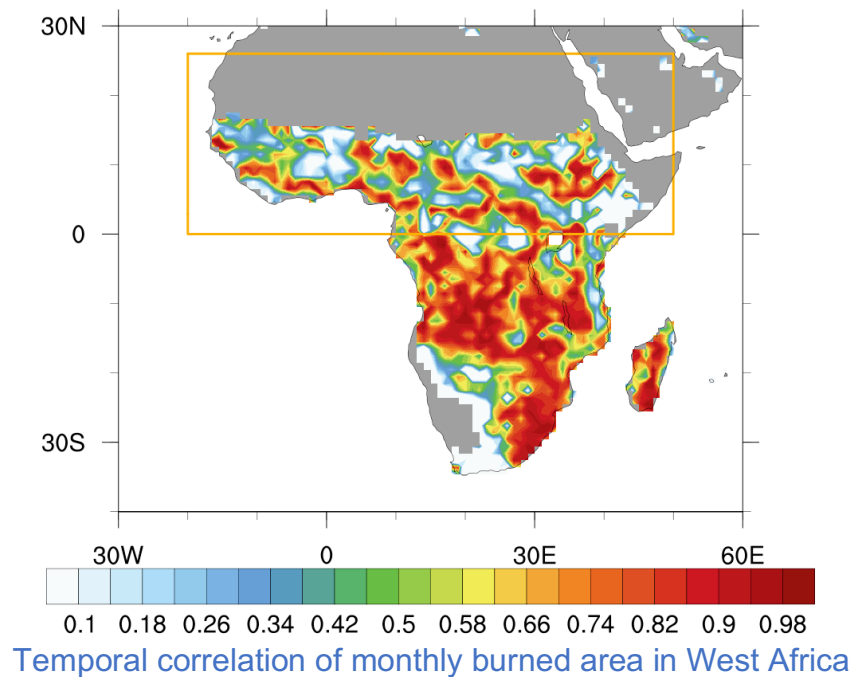 30N
0
30S
30W 0 30E 60E
0.1 0.18 0.26 0.34 0.42 0.5 0.58 0.66 0.74 0.82 0.9 0.98
Temporal correlation of monthly burned area in West Africa